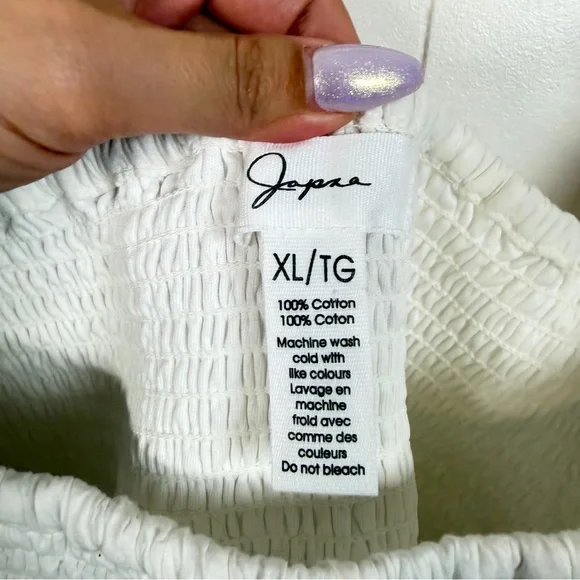 Japna
XL/TG
100% Cotton
100% Coton
Machine wash
cold with
like colours
Lavage en
machine
froid avec
comme des
couleurs
Do not bleach